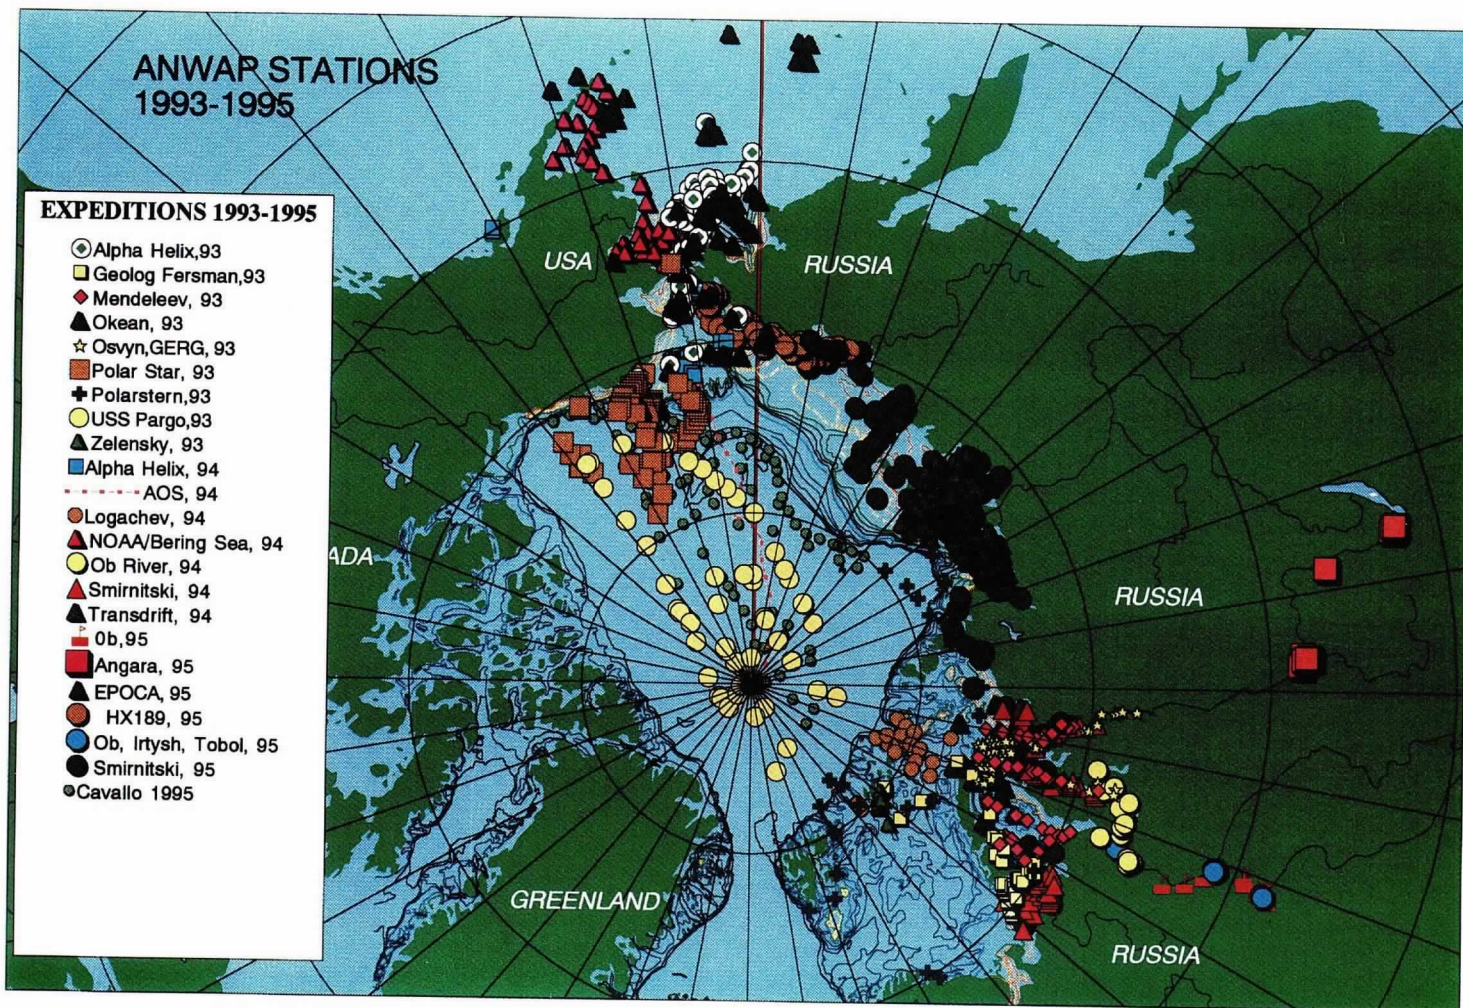 ANWAP STATIONS
1993-1995
EXPEDITIONS 1993-1995
Alpha Helix,93
Geolog Fersman,93
Mendeleev, 93
Okean, 93
Osvyn,GERG, 93
Polar Star, 93
Polarstern,93
USS Pargo,93
Zelensky, 93
Alpha Helix, 94
AOS, 94
Logachev, 94
NOAA/Bering Sea, 94
Ob River, 94
Smirnitski, 94
Transdrift, 94
Ob,95
Angara, 95
EPOCA, 95
HX189, 95
Ob, Irtysh, Tobol, 95
Smirnitski, 95
Cavallo 1995
USA
RUSSIA
ADA
RUSSIA
GREENLAND
RUSSIA